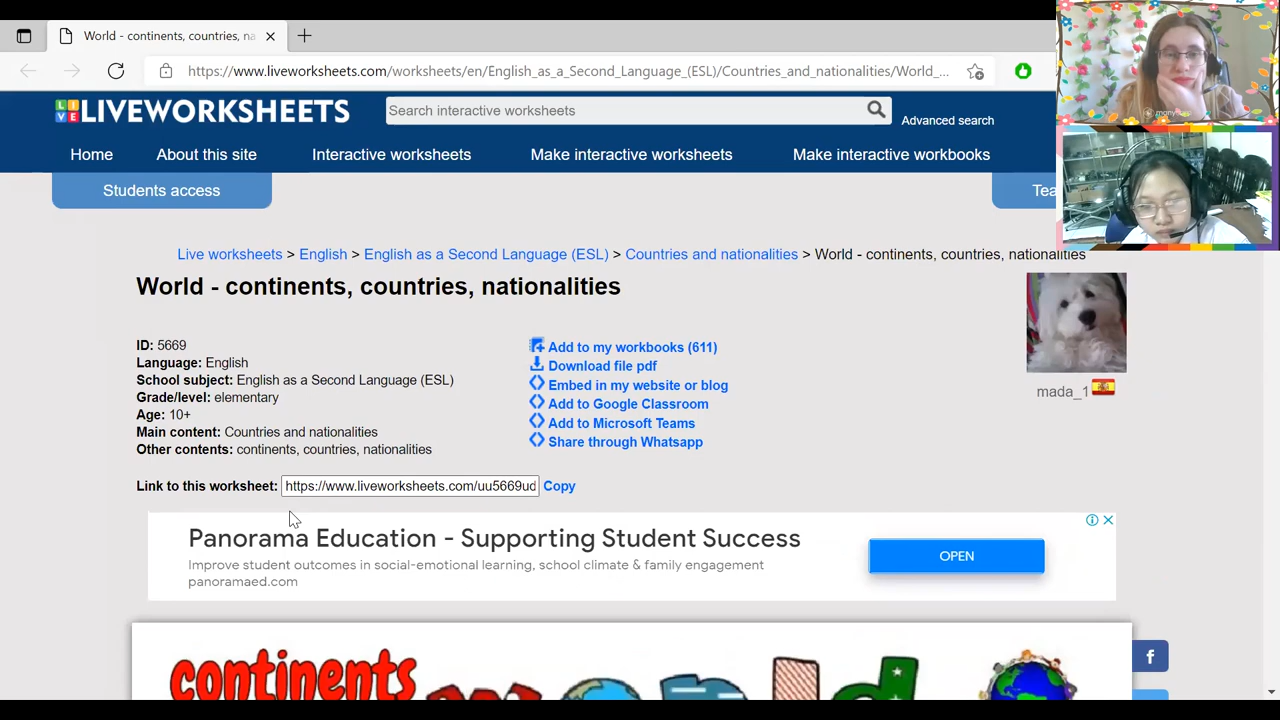 World - continents, countries, na
https://www.liveworksheets.com/worksheets/en/English_as_a_Second_Language_(ESL)/Countries_and_nationalities/World_...
LIVE LIVEWORKSHEETS
Search interactive worksheets
Advanced search
Home
About this site
Interactive worksheets
Make interactive worksheets
Make interactive workbooks
Students access
Tea
Live worksheets > English > English as a Second Language (ESL) > Countries and nationalities > World - continents, countries, nationalities
World - continents, countries, nationalities
ID: 5669
Language: English
School subject: English as a Second Language (ESL)
Grade/level: elementary
Age: 10+
Main content: Countries and nationalities
Other contents: continents, countries, nationalities
Add to my workbooks (611)
Download file pdf
Embed in my website or blog
Add to Google Classroom
Add to Microsoft Teams
Share through Whatsapp
mada_1
Link to this worksheet: https://www.liveworksheets.com/uu5669ud Copy
Panorama Education - Supporting Student Success
Improve student outcomes in social-emotional learning, school climate & family engagement
panoramaed.com
OPEN
continents
f